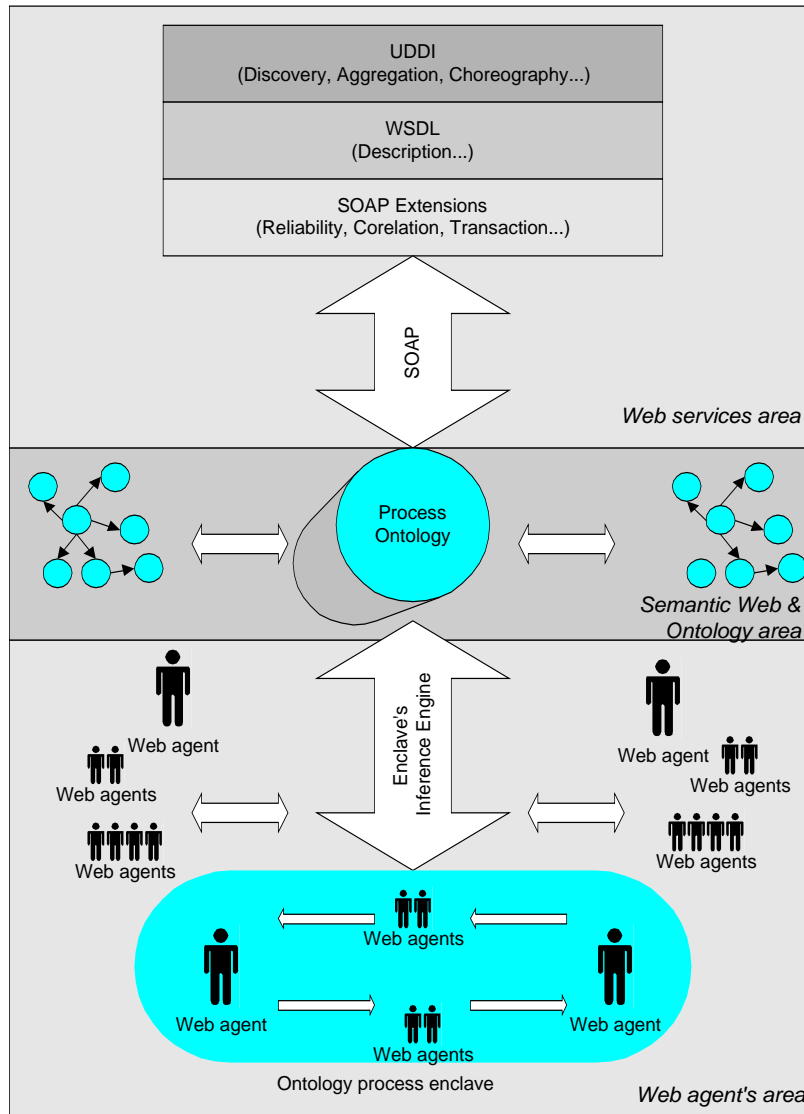 UDDI
(Discovery, Aggregation, Choreography...)
WSDL
(Description...)
SOAP Extensions
(Reliability, Corelation, Transaction...)
SOAP
Web services area
Process
Ontology
Semantic Web &
Ontology area
Enclave's
Inference Engine
Web agent
Web agents
Web agents
Web agent
Web agents
Web agents
Web agents
Web agent
Web agent
Web agents
Ontology process enclave
Web agent's area